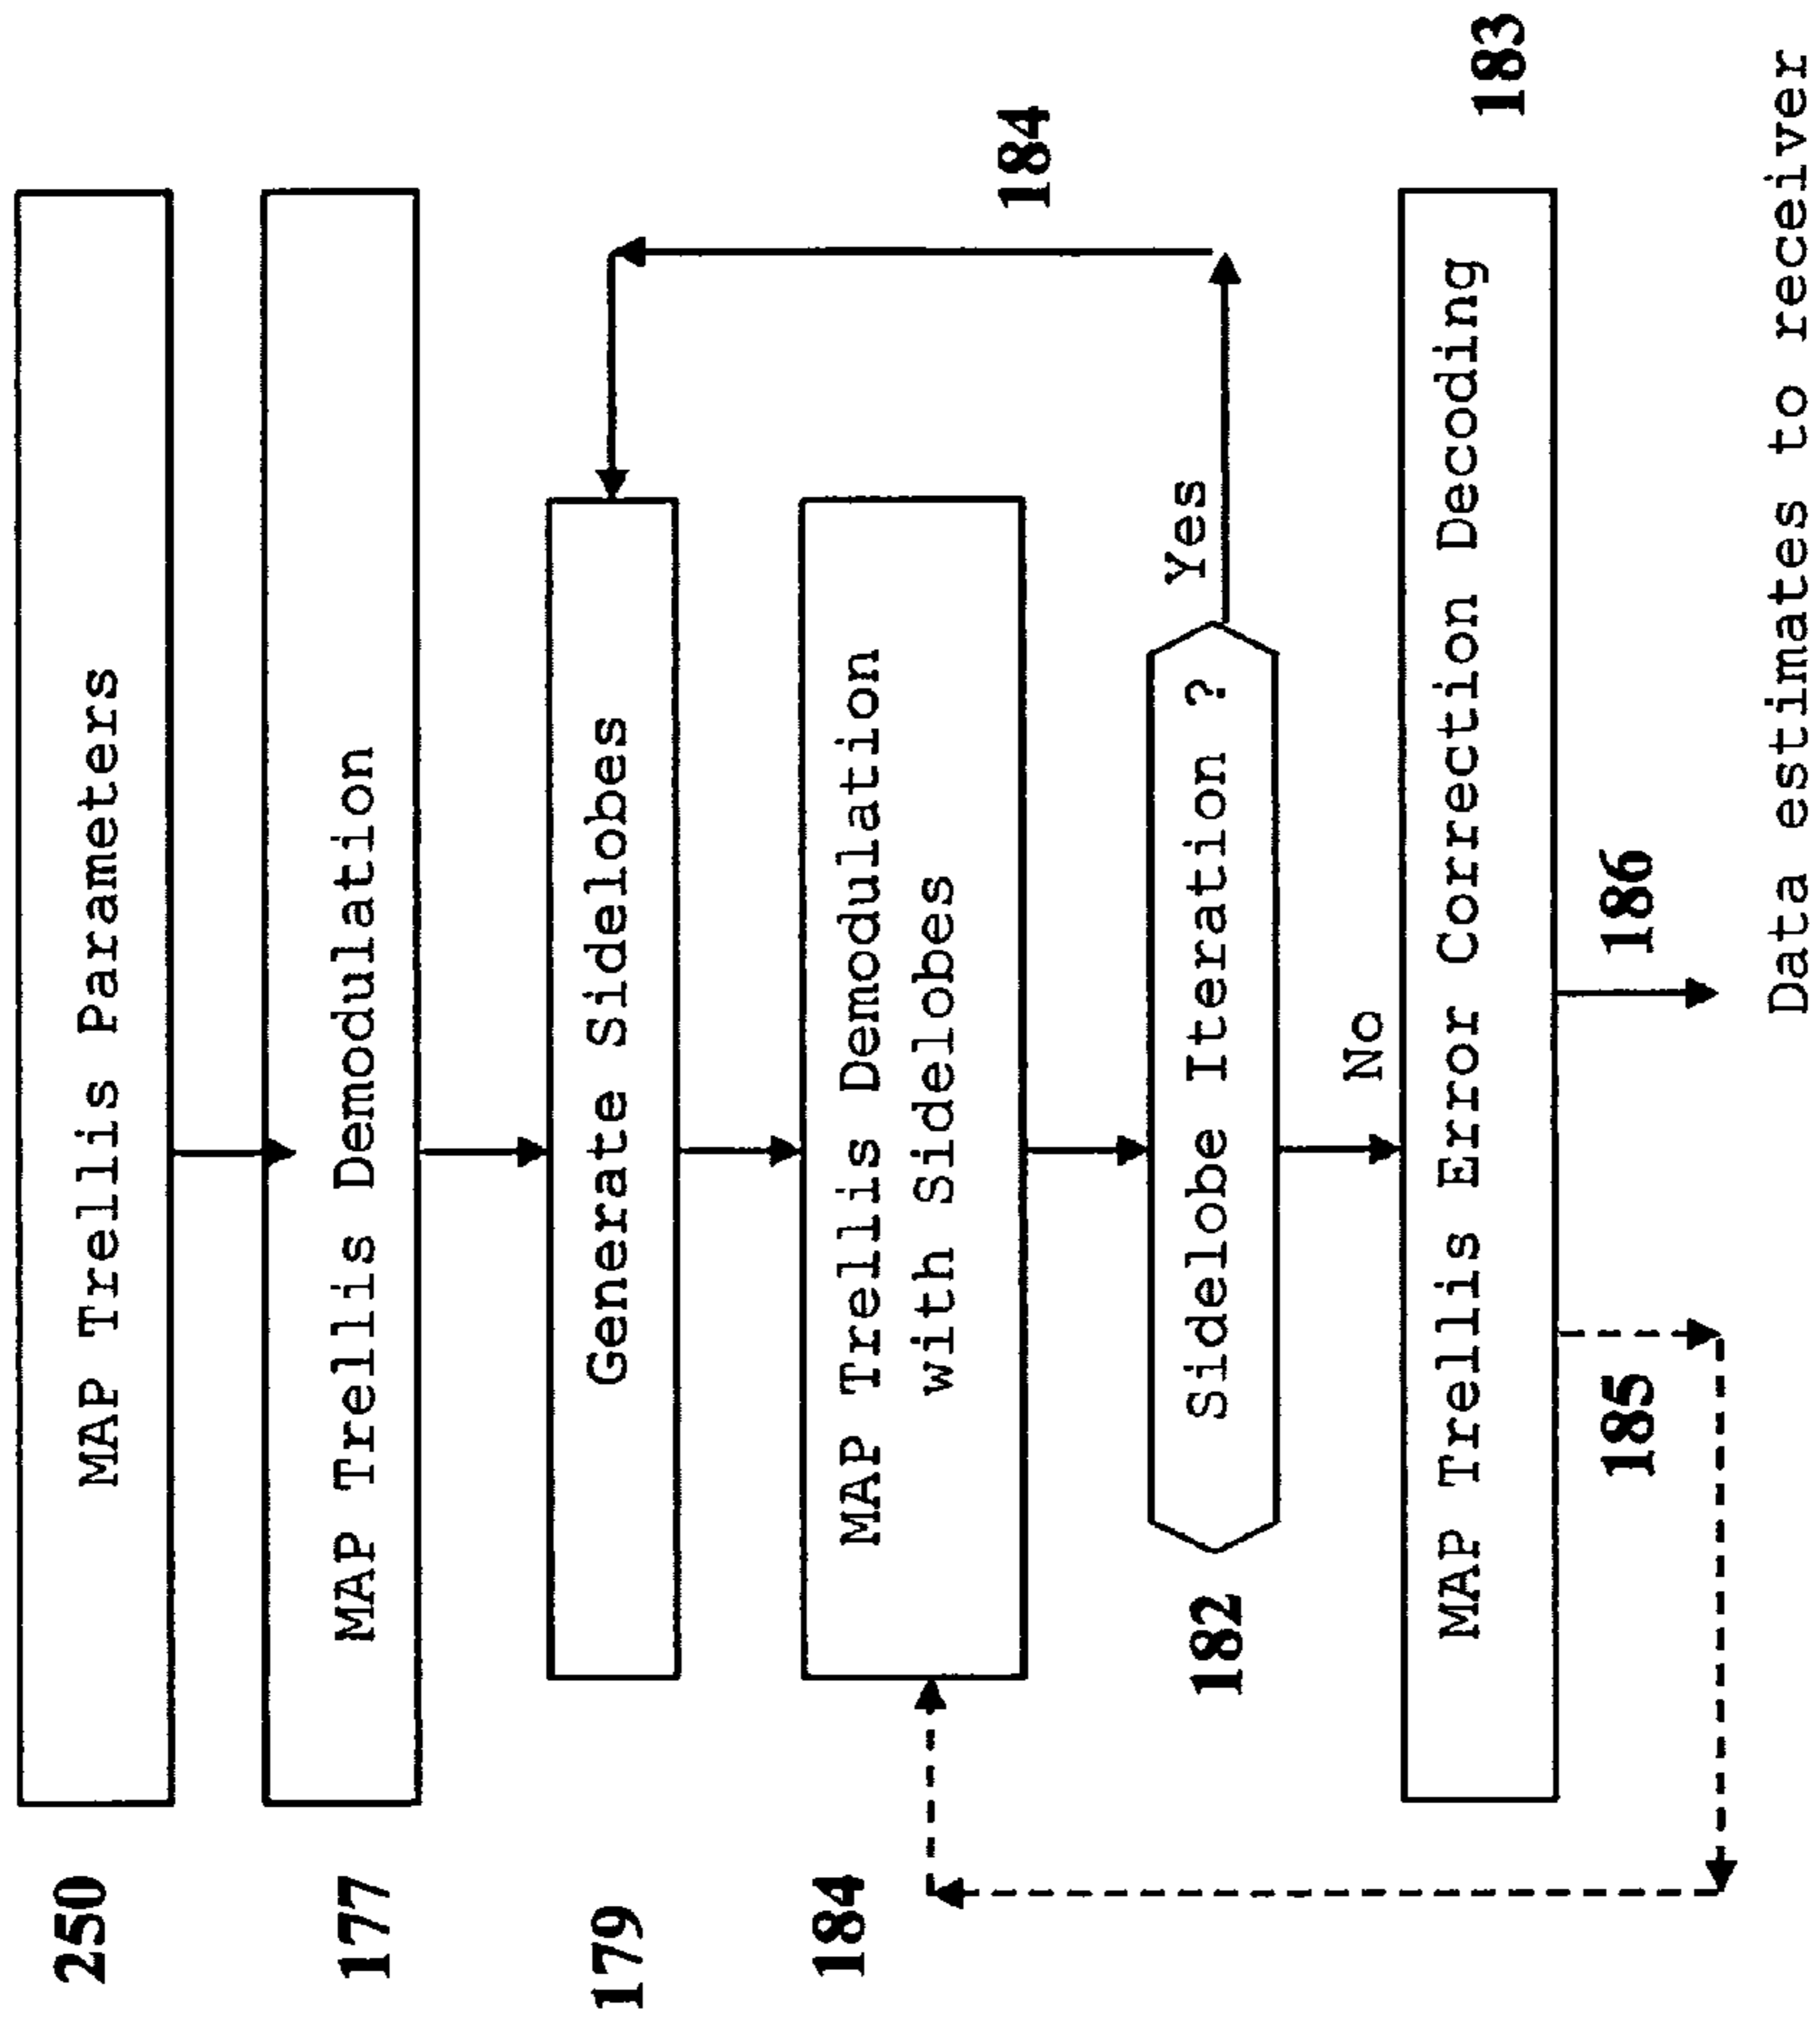 250
MAP Trellis Parameters
177
MAP Trellis Demodulation
179
Generate Sidelobes
184
MAP Trellis Demodulation
with Sidelobes
184
182
Sidelobe Iteration ?
Yes
No
MAP Trellis Error Correction Decoding
183
185
186
Data estimates to receiver